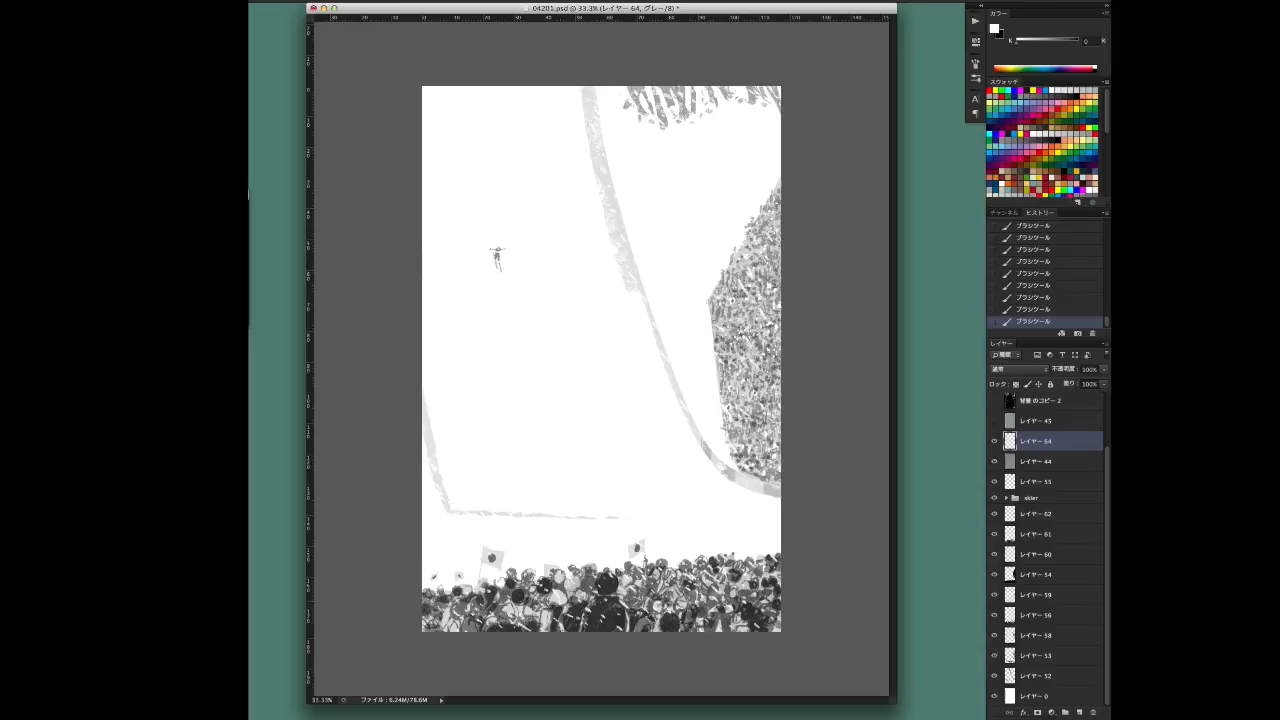 04201.psd @ 33.3% (レイヤー 64, グレー/8) *
カラー
K
0
スウォッチ
チャンネル ヒストリー
ブラシツール
ブラシツール
ブラシツール
ブラシツール
ブラシツール
ブラシツール
ブラシツール
ブラシツール
ブラシツール
レイヤー
種類
通常 不透明度: 100%
ロック: 塗り: 100%
背景 のコピー 2
レイヤー 45
レイヤー 64
レイヤー 44
レイヤー 55
skier
レイヤー 62
レイヤー 61
レイヤー 60
レイヤー 54
レイヤー 59
レイヤー 56
レイヤー 58
レイヤー 53
レイヤー 52
レイヤー 0
33.33% ファイル : 6.24M/78.6M